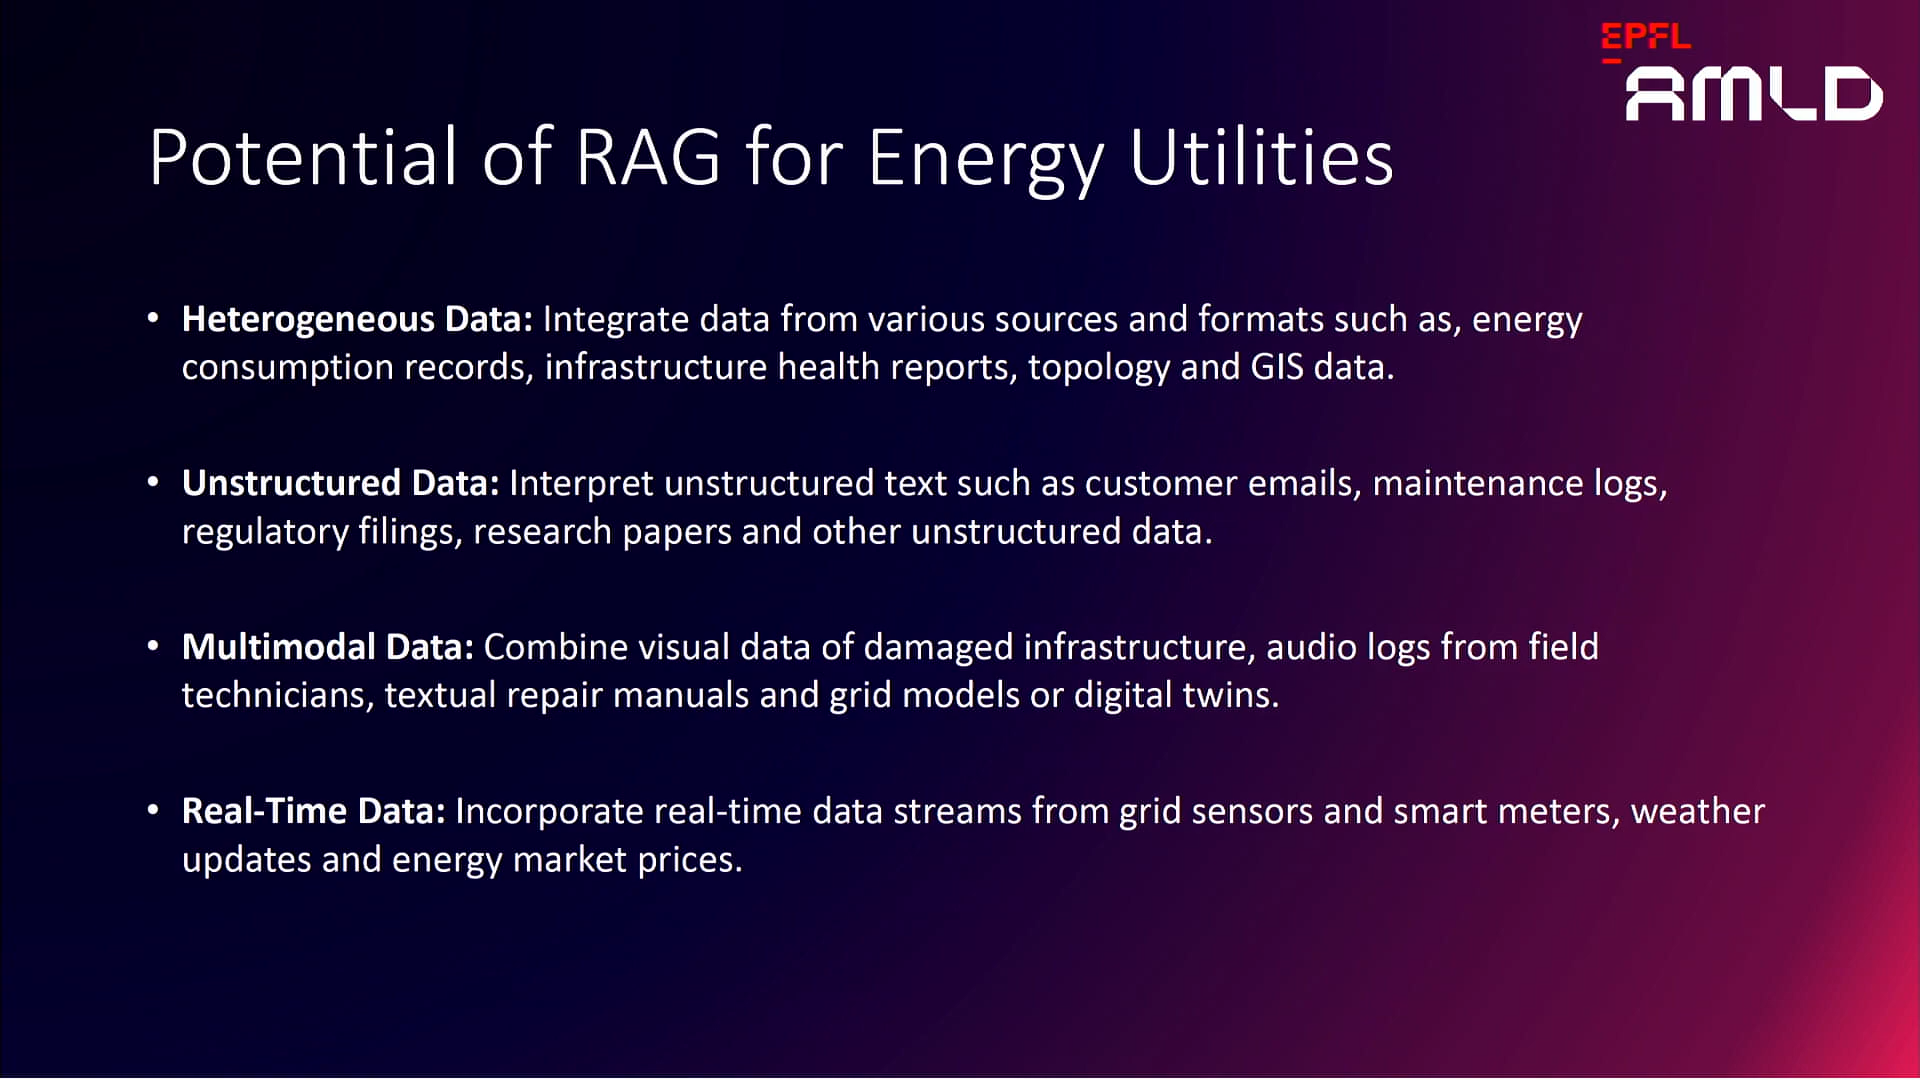 EPFL
AMLD
Potential of RAG for Energy Utilities
• Heterogeneous Data: Integrate data from various sources and formats such as, energy
consumption records, infrastructure health reports, topology and GIS data.
• Unstructured Data: Interpret unstructured text such as customer emails, maintenance logs,
regulatory filings, research papers and other unstructured data.
• Multimodal Data: Combine visual data of damaged infrastructure, audio logs from field
technicians, textual repair manuals and grid models or digital twins.
• Real-Time Data: Incorporate real-time data streams from grid sensors and smart meters, weather
updates and energy market prices.